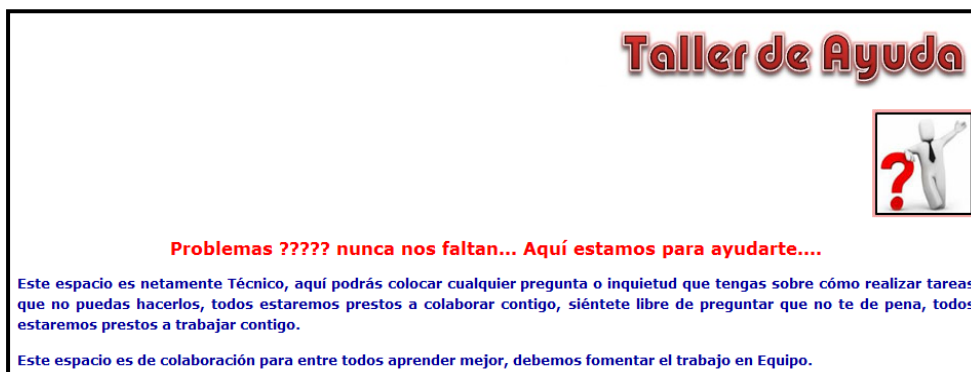 Taller de Ayuda
?
Problemas ????? nunca nos faltan... Aquí estamos para ayudarte....
Este espacio es netamente Técnico, aquí podrás colocar cualquier pregunta o inquietud que tengas sobre cómo realizar tareas
que no puedas hacerlos, todos estaremos prestos a colaborar contigo, siéntete libre de preguntar que no te de pena, todos
estaremos prestos a trabajar contigo.
Este espacio es de colaboración para entre todos aprender mejor, debemos fomentar el trabajo en Equipo.